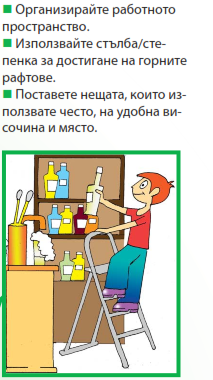 ■ Организирайте работното
пространство.
■ Използвайте стълба/сте-
пенка за достигане на горните
рафтове.
■ Поставете нещата, които из-
ползвате често, на удобна ви-
сочина и място.